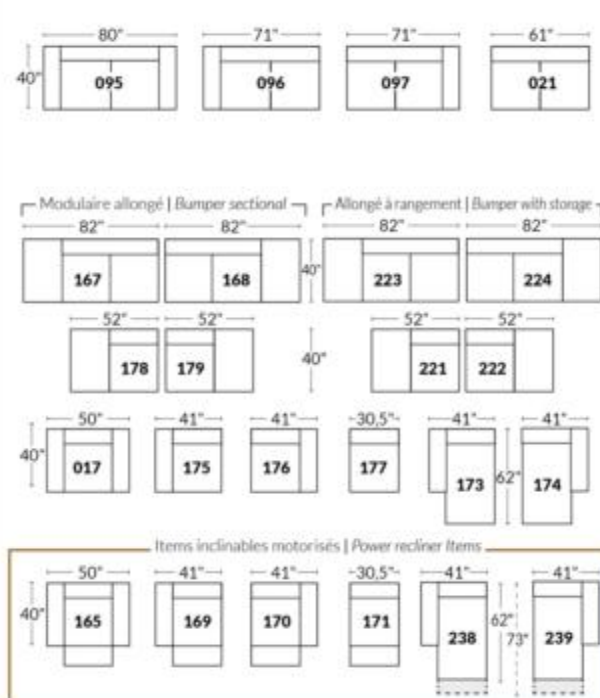 80" 71" 71" 61"
40" 095 096 097 021
Modulaire allongé | Bumper sectional Allongé à rangement | Bumper with storage
82" 82" 82" 82"
167 168 40" 223 224 40"
52" 52" 52" 52"
178 179 40" 221 222
50" 41" 41" 30,5" 41" 41"
40" 017 175 176 177 173 62" 174
Items inclinables motorisés | Power recliner Items
50" 41" 41" 30,5" 41" 41"
40" 165 169 170 171 238 62" 73" 239